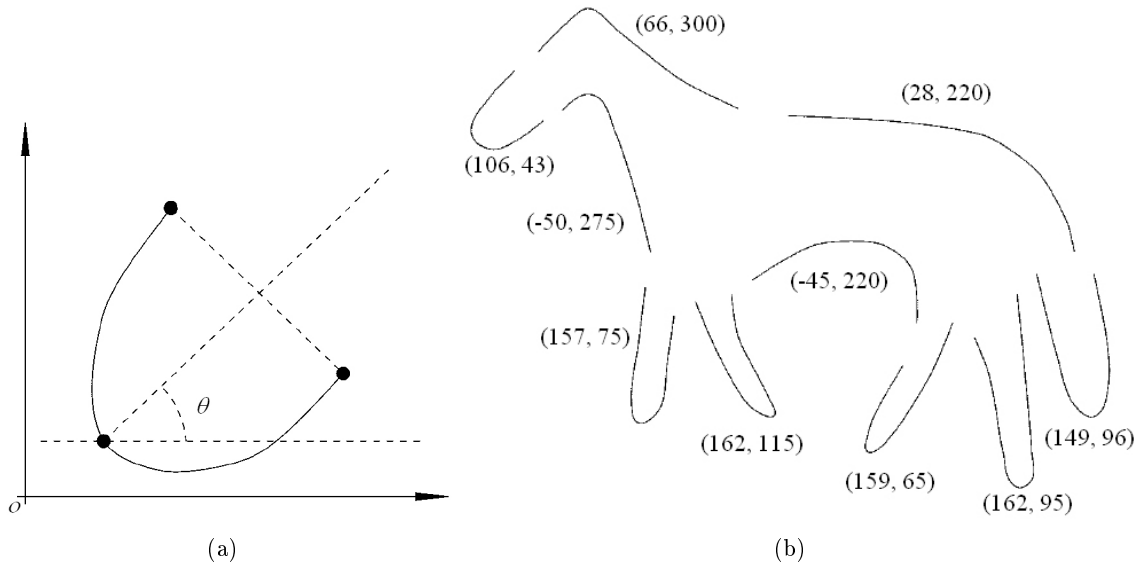 (66, 300)
(28, 220)
(106, 43)
(-50, 275)
(-45, 220)
(157, 75)
θ
(162, 115)
(149, 96)
(159, 65)
(162, 95)
o
(a)
(b)